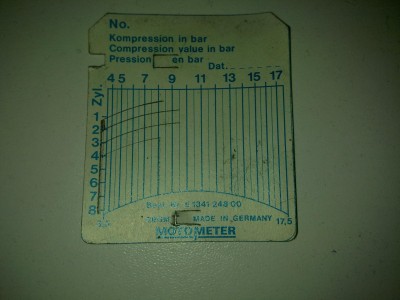 No.
Kompression in bar
Compression value in bar
Pression en bar
Dat.
4 5 7 9 11 13 15 17
Zyl.
1
2
3
4
5
6
7
8
17,5
MADE IN GERMANY
MOTOMETER